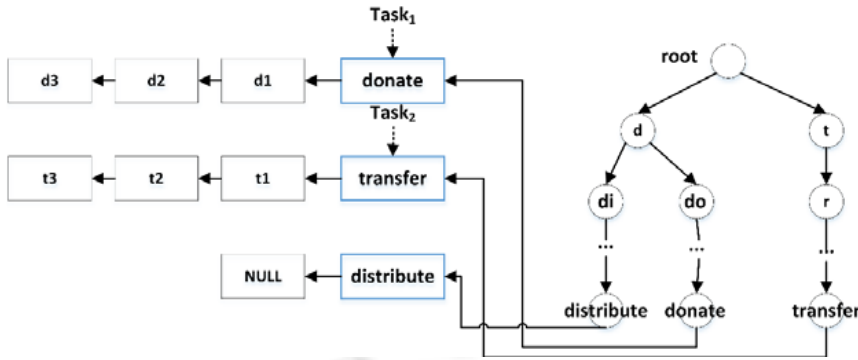 Task1
root
d3
d2
d1
donate
Task2
d
t
t3
t2
t1
transfer
di
do
r
...
...
...
NULL
distribute
distribute
donate
transfer